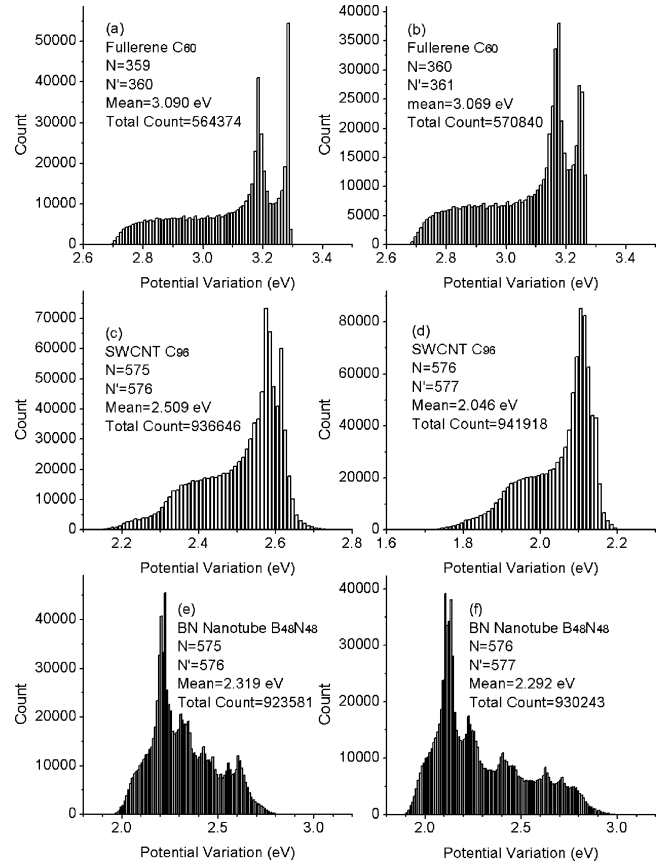 (a)
Fullerene C60
N=359
N'=360
Mean=3.090 eV
Total Count=564374
50000
40000
30000
20000
10000
0
Count
2.6 2.8 3.0 3.2 3.4
Potential Variation (eV)
(b)
Fullerene C60
N=360
N'=361
mean=3.069 eV
Total Count=570840
40000
35000
30000
25000
20000
15000
10000
5000
0
Count
2.6 2.8 3.0 3.2 3.4
Potential Variation (eV)
(c)
SWCNT C96
N=575
N'=576
Mean=2.509 eV
Total Count=936646
70000
60000
50000
40000
30000
20000
10000
0
Count
2.2 2.4 2.6 2.8
Potential Variation (eV)
(d)
SWCNT C96
N=576
N'=577
Mean=2.046 eV
Total Count=941918
80000
60000
40000
20000
0
Count
1.6 1.8 2.0 2.2
Potential Variation (eV)
(e)
BN Nanotube B48N48
N=575
N'=576
Mean=2.319 eV
Total Count=923581
40000
30000
20000
10000
0
Count
2.0 2.5 3.0
Potential Variation (eV)
(f)
BN Nanotube B48N48
N=576
N'=577
Mean=2.292 eV
Total Count=930243
40000
30000
20000
10000
0
Count
2.0 2.5 3.0
Potential Variation (eV)